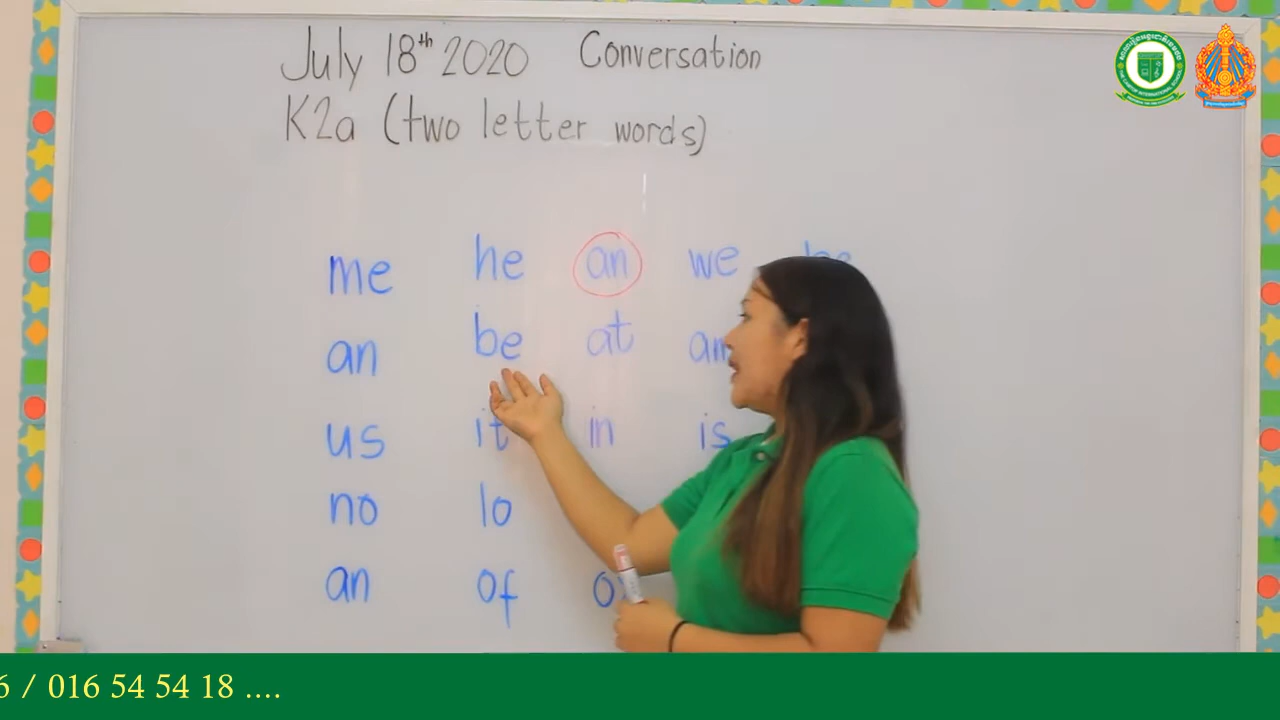 July 18th 2020 Conversation
K2a (two letter words)
me he an we
an be at
us it in is
no lo
an of
6 / 016 54 54 18 ....